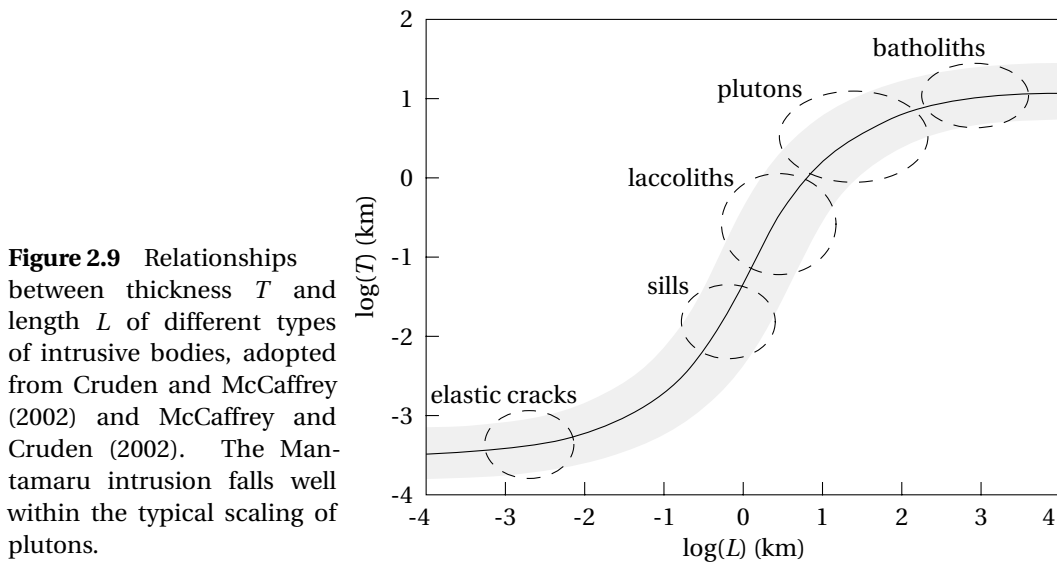 Figure 2.9 Relationships
between thickness T and
length L of different types
of intrusive bodies, adopted
from Cruden and McCaffrey
(2002) and McCaffrey and
Cruden (2002). The Man-
tamaru intrusion falls well
within the typical scaling of
plutons.
log(T) (km)
2
1
0
-1
-2
-3
-4
batholiths
plutons
laccoliths
sills
elastic cracks
-4 -3 -2 -1 0 1 2 3 4
log(L) (km)